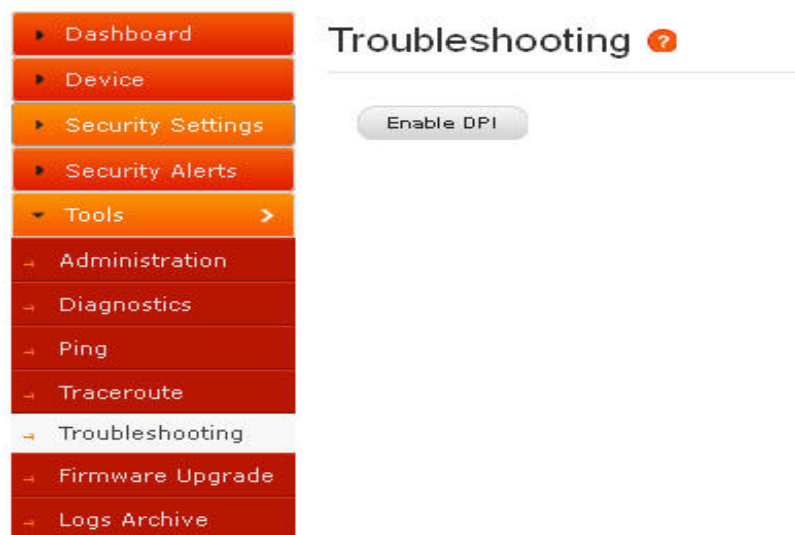 Dashboard
Device
Security Settings
Security Alerts
Tools
Administration
Diagnostics
Ping
Traceroute
Troubleshooting
Firmware Upgrade
Logs Archive
Troubleshooting ?
Enable DPI